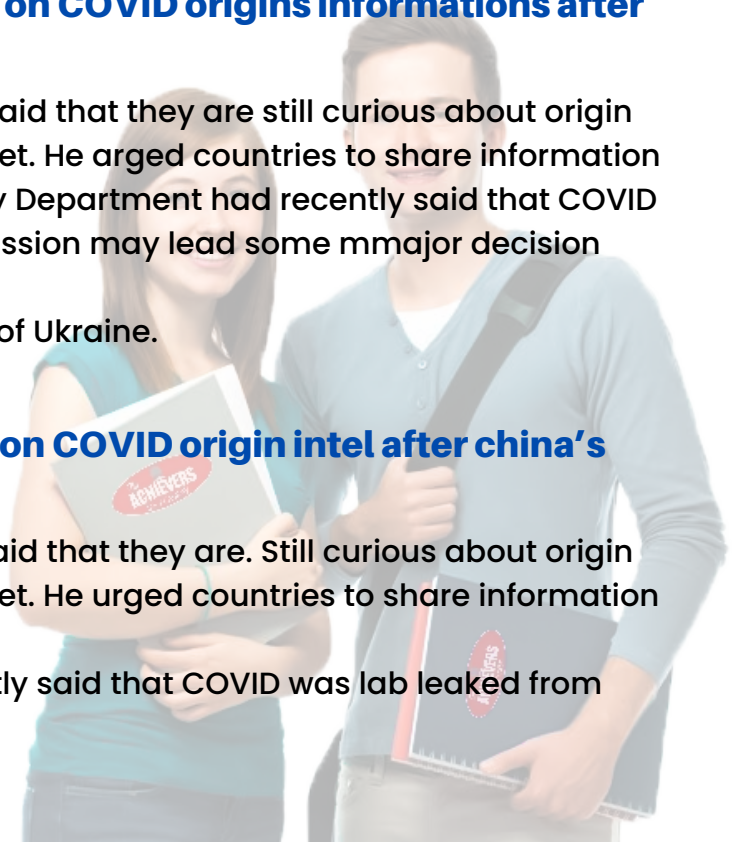 on COVID origins informations after
aid that they are still curious about origin
et. He arged countries to share information
y Department had recently said that COVID
ssion may lead some mmajor decision
of Ukraine.
on COVID origin intel after china's
aid that they are. Still curious about origin
et. He urged countries to share information
tly said that COVID was lab leaked from
ACHIEVERS
ACHIEVERS